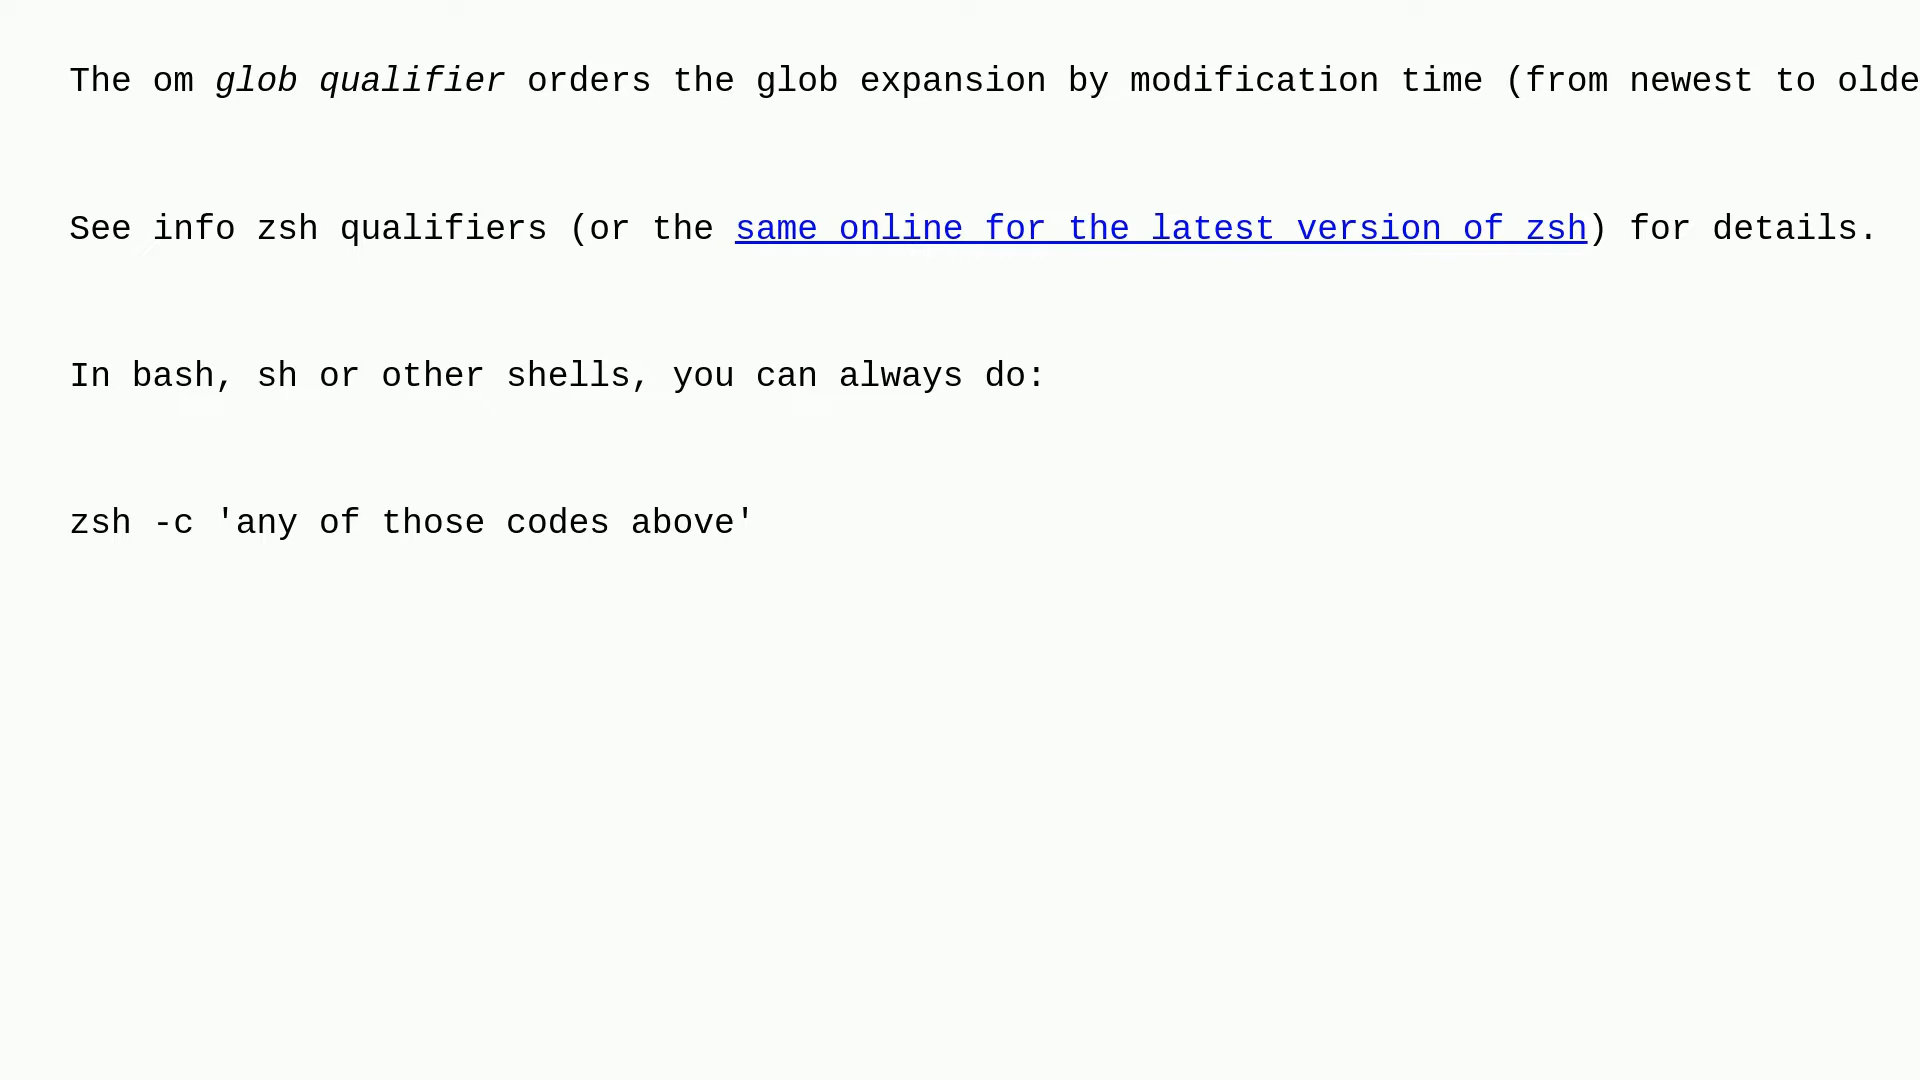 The om glob qualifier orders the glob expansion by modification time (from newest to olde
See info zsh qualifiers (or the same online for the latest version of zsh) for details.
In bash, sh or other shells, you can always do:
zsh -c 'any of those codes above'